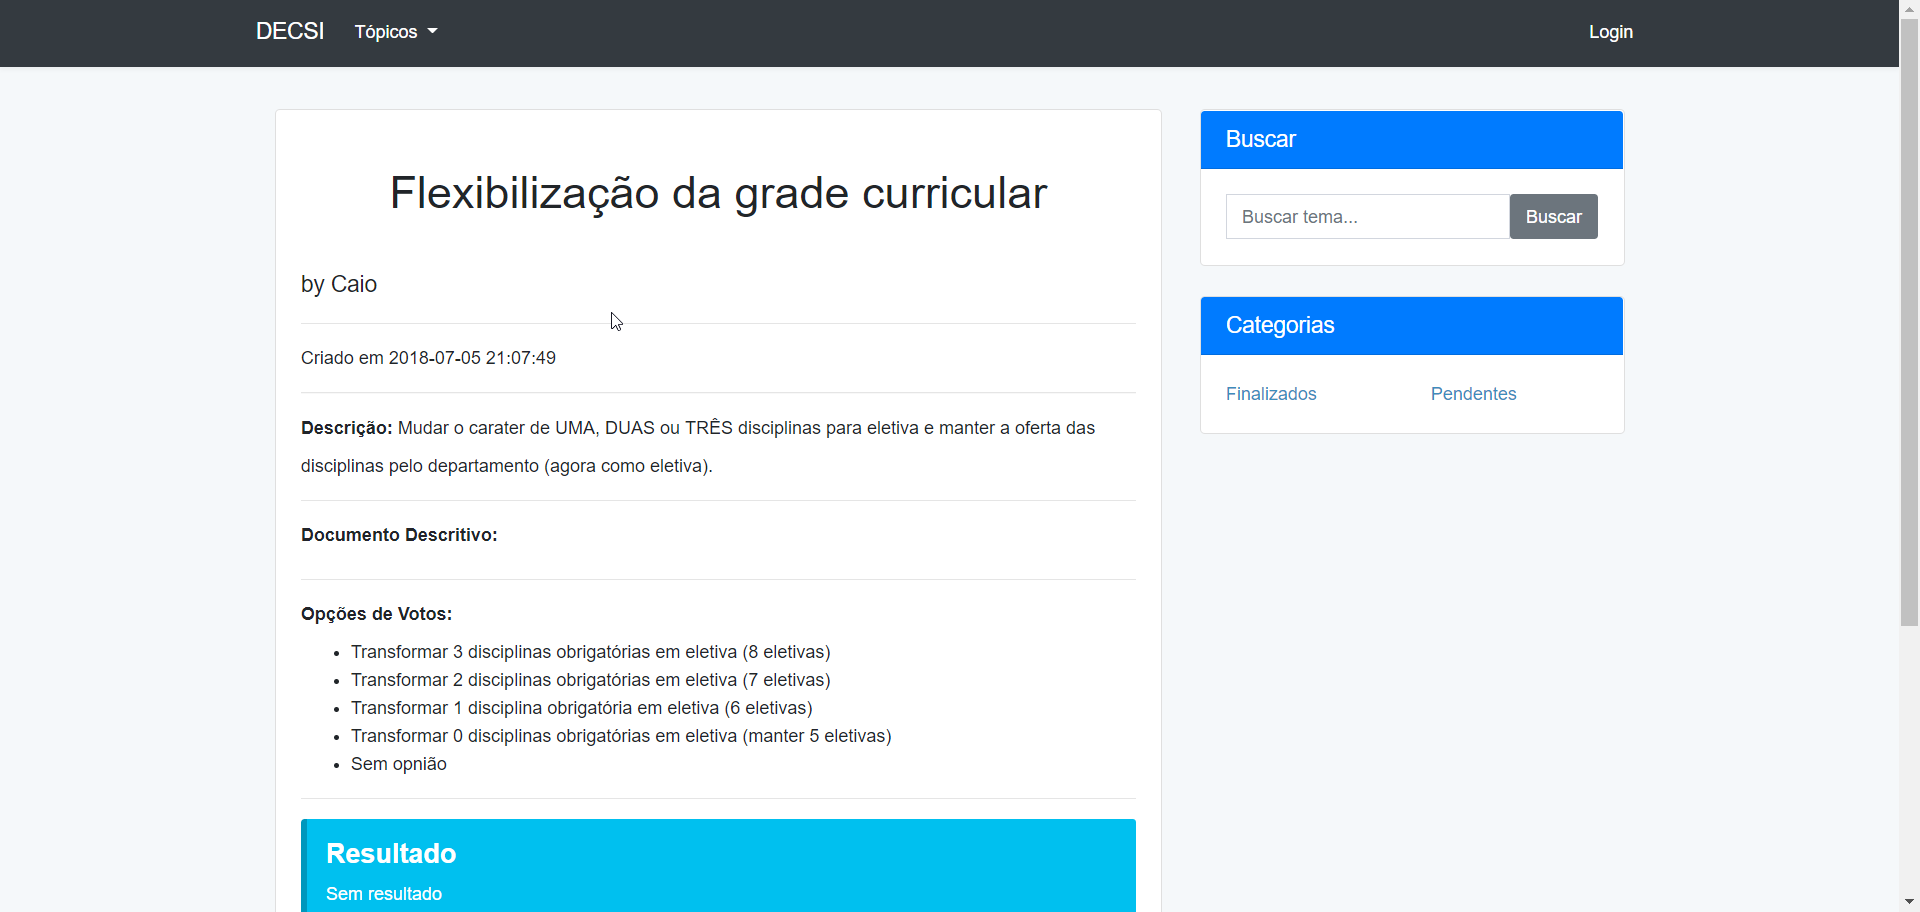 DECSI Tópicos Login
Flexibilização da grade curricular
by Caio
Criado em 2018-07-05 21:07:49
Descrição: Mudar o carater de UMA, DUAS ou TRÊS disciplinas para eletiva e manter a oferta das
disciplinas pelo departamento (agora como eletiva).
Documento Descritivo:
Opções de Votos:
Transformar 3 disciplinas obrigatórias em eletiva (8 eletivas)
Transformar 2 disciplinas obrigatórias em eletiva (7 eletivas)
Transformar 1 disciplina obrigatória em eletiva (6 eletivas)
Transformar 0 disciplinas obrigatórias em eletiva (manter 5 eletivas)
Sem opnião
Resultado
Sem resultado
Buscar
Buscar tema... Buscar
Categorias
Finalizados Pendentes